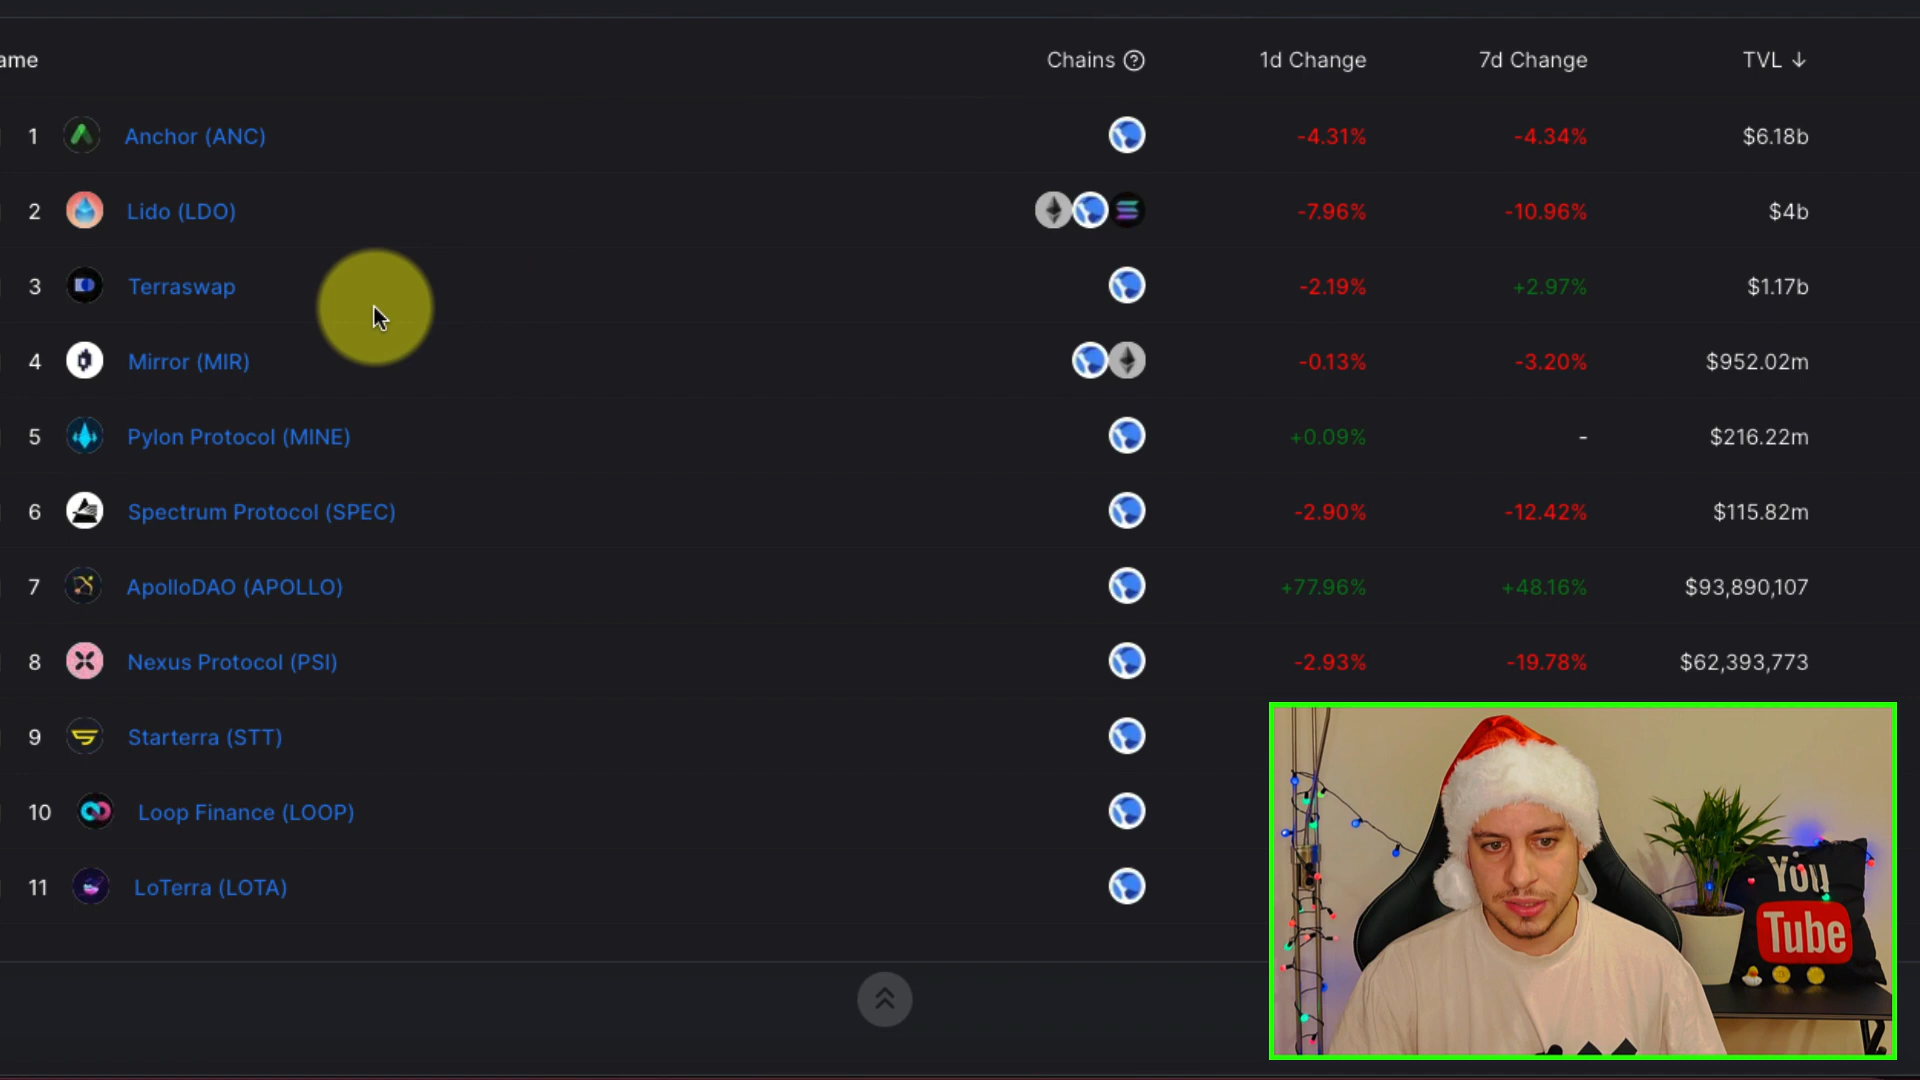 ame Chains ? 1d Change 7d Change TVL ↓
1 Anchor (ANC) -4.31% -4.34% $6.18b
2 Lido (LDO) -7.96% -10.96% $4b
3 Terraswap -2.19% +2.97% $1.17b
4 Mirror (MIR) -0.13% -3.20% $952.02m
5 Pylon Protocol (MINE) +0.09% - $216.22m
6 Spectrum Protocol (SPEC) -2.90% -12.42% $115.82m
7 ApolloDAO (APOLLO) +77.96% +48.16% $93,890,107
8 Nexus Protocol (PSI) -2.93% -19.78% $62,393,773
9 Starterra (STT)
10 Loop Finance (LOOP)
11 LoTerra (LOTA)
You
Tube